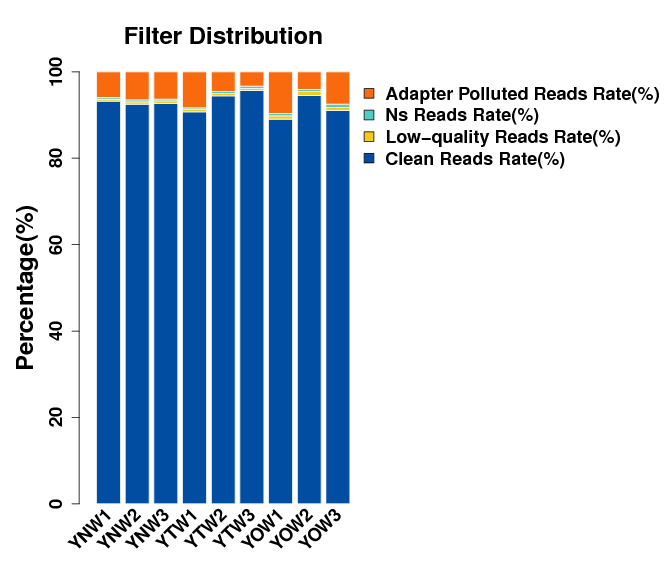 Filter Distribution
Adapter Polluted Reads Rate(%)
Ns Reads Rate(%)
Low−quality Reads Rate(%)
Clean Reads Rate(%)
Percentage(%)
100
80
60
40
20
0
YNW1
YNW2
YNW3
YTW1
YTW2
YTW3
YOW1
YOW2
YOW3